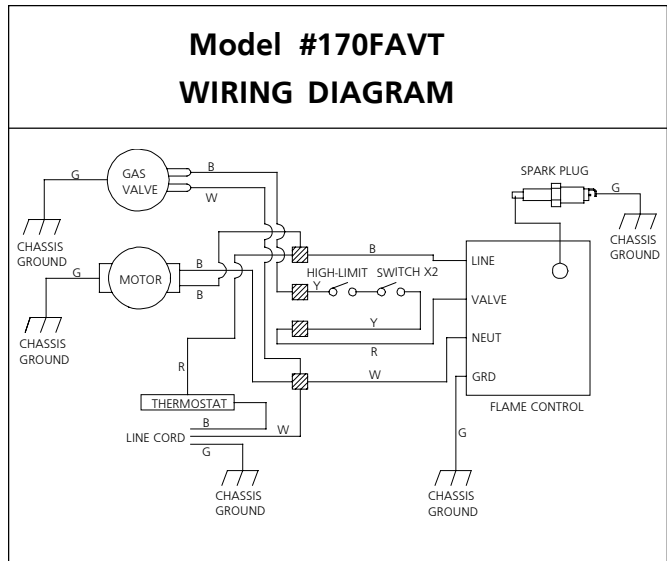 Model #170FAVT
WIRING DIAGRAM
GAS
VALVE
G
B
W
CHASSIS
GROUND
MOTOR
G
B
B
CHASSIS
GROUND
SPARK PLUG
G
CHASSIS
GROUND
B
LINE
HIGH-LIMIT SWITCH X2
Y
VALVE
Y
R
NEUT
W
GRD
FLAME CONTROL
R
THERMOSTAT
B
LINE CORD
W
G
G
CHASSIS
GROUND
CHASSIS
GROUND